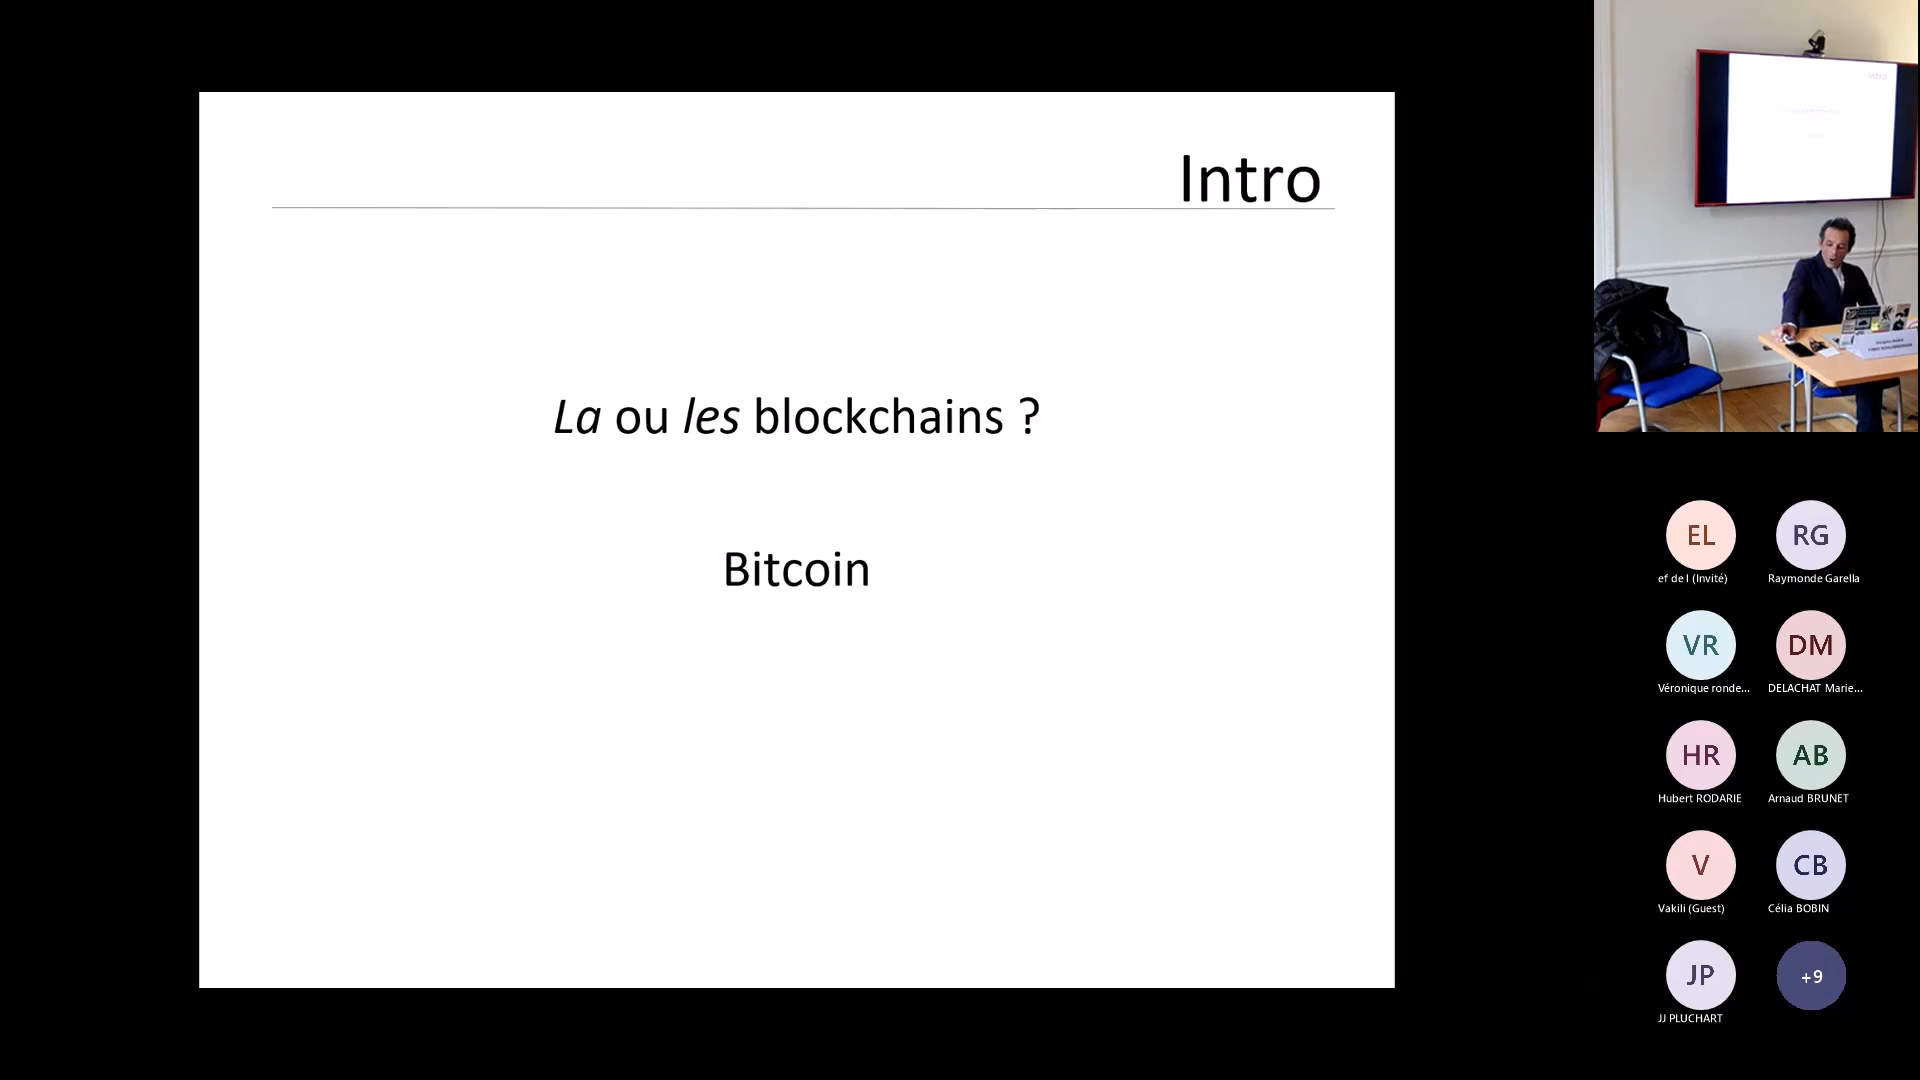 Intro
La ou les blockchains ?
Bitcoin
EL
ef de l (Invité)
RG
Raymonde Garella
VR
Véronique ronde...
DM
DELACHAT Marie...
HR
Hubert RODARIE
AB
Arnaud BRUNET
V
Vakili (Guest)
CB
Célia BOBIN
JP
JJ PLUCHART
+9